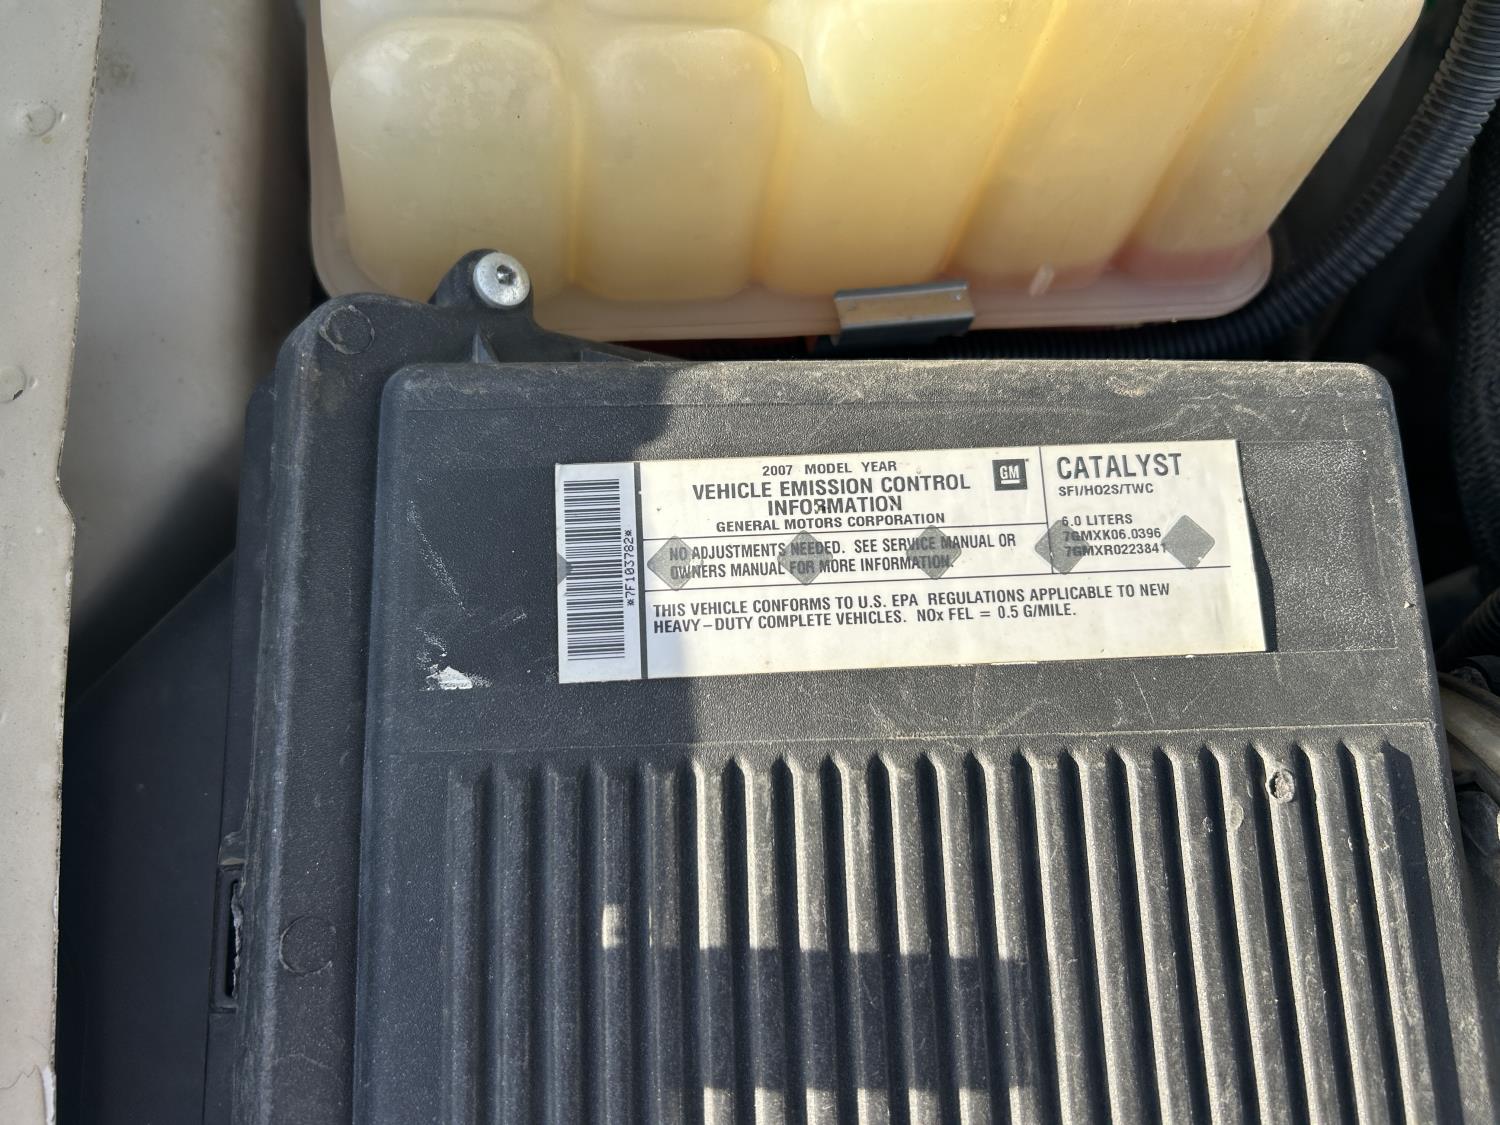 2007 MODEL YEAR
VEHICLE EMISSION CONTROL
INFORMATION
GENERAL MOTORS CORPORATION
GM
CATALYST
SFI/HO2S/TWC
6.0 LITERS
7GMXK06.0396
7GMXR0223841
NO ADJUSTMENTS NEEDED. SEE SERVICE MANUAL OR
OWNERS MANUAL FOR MORE INFORMATION.
THIS VEHICLE CONFORMS TO U.S. EPA REGULATIONS APPLICABLE TO NEW
HEAVY-DUTY COMPLETE VEHICLES. NOx FEL = 0.5 G/MILE.
*7F103782*